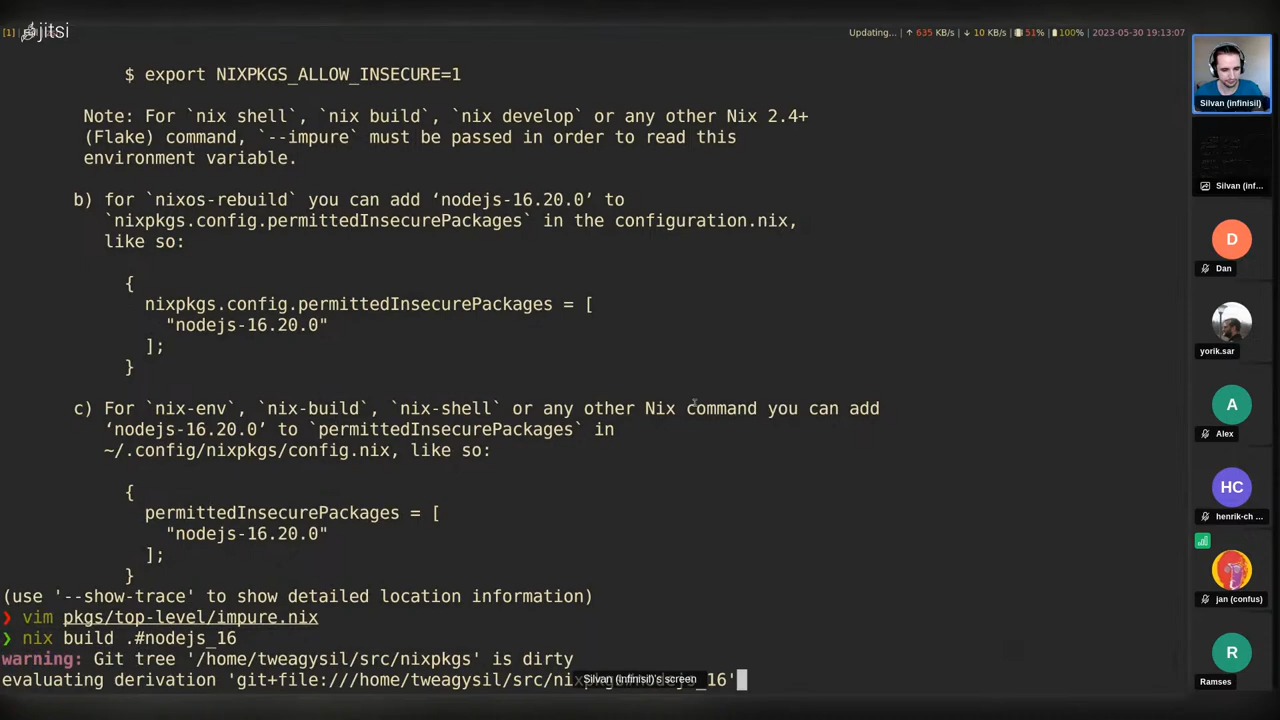 [1] jitsi
Updating... | ↑ 635 KB/s | ↓ 10 KB/s | 51% | 100% | 2023-05-30 19:13:07
$ export NIXPKGS_ALLOW_INSECURE=1
Note: For `nix shell`, `nix build`, `nix develop` or any other Nix 2.4+
(Flake) command, `--impure` must be passed in order to read this
environment variable.
b) for `nixos-rebuild` you can add ‘nodejs-16.20.0’ to
`nixpkgs.config.permittedInsecurePackages` in the configuration.nix,
like so:
{
nixpkgs.config.permittedInsecurePackages = [
"nodejs-16.20.0"
];
}
c) For `nix-env`, `nix-build`, `nix-shell` or any other Nix command you can add
‘nodejs-16.20.0’ to `permittedInsecurePackages` in
~/.config/nixpkgs/config.nix, like so:
{
permittedInsecurePackages = [
"nodejs-16.20.0"
];
}
(use '--show-trace' to show detailed location information)
❯ vim pkgs/top-level/impure.nix
❯ nix build .#nodejs_16
warning: Git tree '/home/tweagysil/src/nixpkgs' is dirty
evaluating derivation 'git+file:///home/tweagysil/src/ni 16'
Silvan (infinisil)'s screen
Silvan (infinisil)
Silvan (inf...
D
Dan
yorik.sar
A
Alex
HC
henrik-ch ...
jan (confus)
R
Ramses